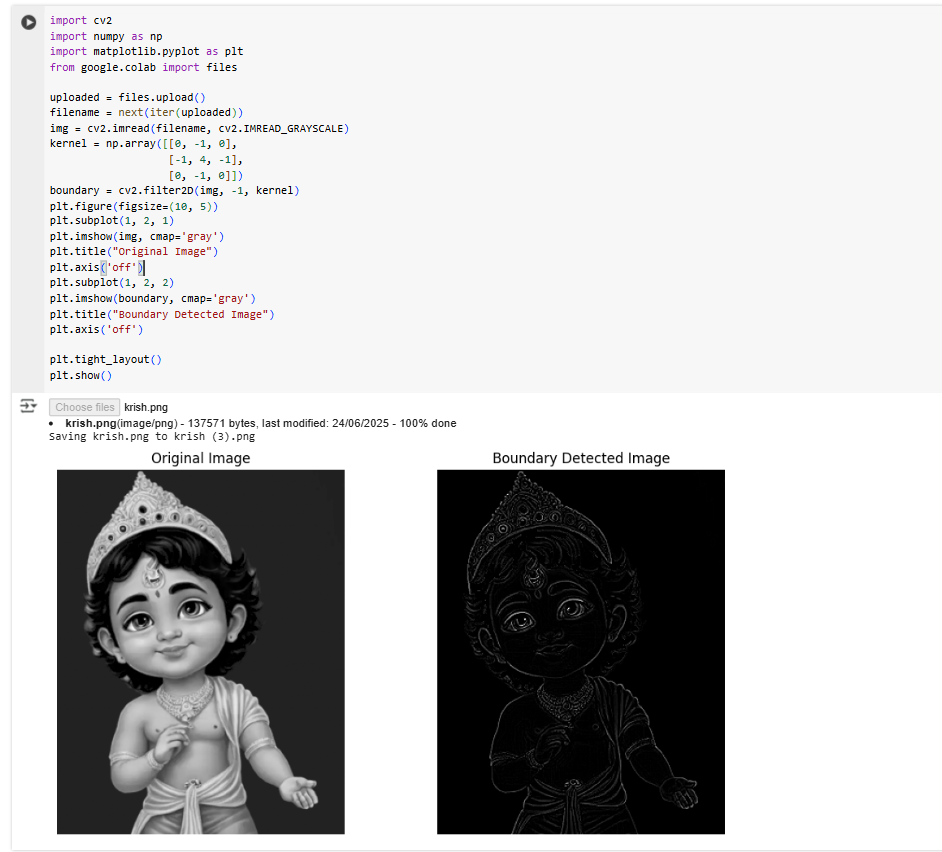 import cv2
import numpy as np
import matplotlib.pyplot as plt
from google.colab import files

uploaded = files.upload()
filename = next(iter(uploaded))
img = cv2.imread(filename, cv2.IMREAD_GRAYSCALE)
kernel = np.array([[0, -1, 0],
                   [-1, 4, -1],
                   [0, -1, 0]])
boundary = cv2.filter2D(img, -1, kernel)
plt.figure(figsize=(10, 5))
plt.subplot(1, 2, 1)
plt.imshow(img, cmap='gray')
plt.title("Original Image")
plt.axis('off')
plt.subplot(1, 2, 2)
plt.imshow(boundary, cmap='gray')
plt.title("Boundary Detected Image")
plt.axis('off')

plt.tight_layout()
plt.show()
Choose files krish.png
• krish.png(image/png) - 137571 bytes, last modified: 24/06/2025 - 100% done
Saving krish.png to krish (3).png
Original Image
Boundary Detected Image